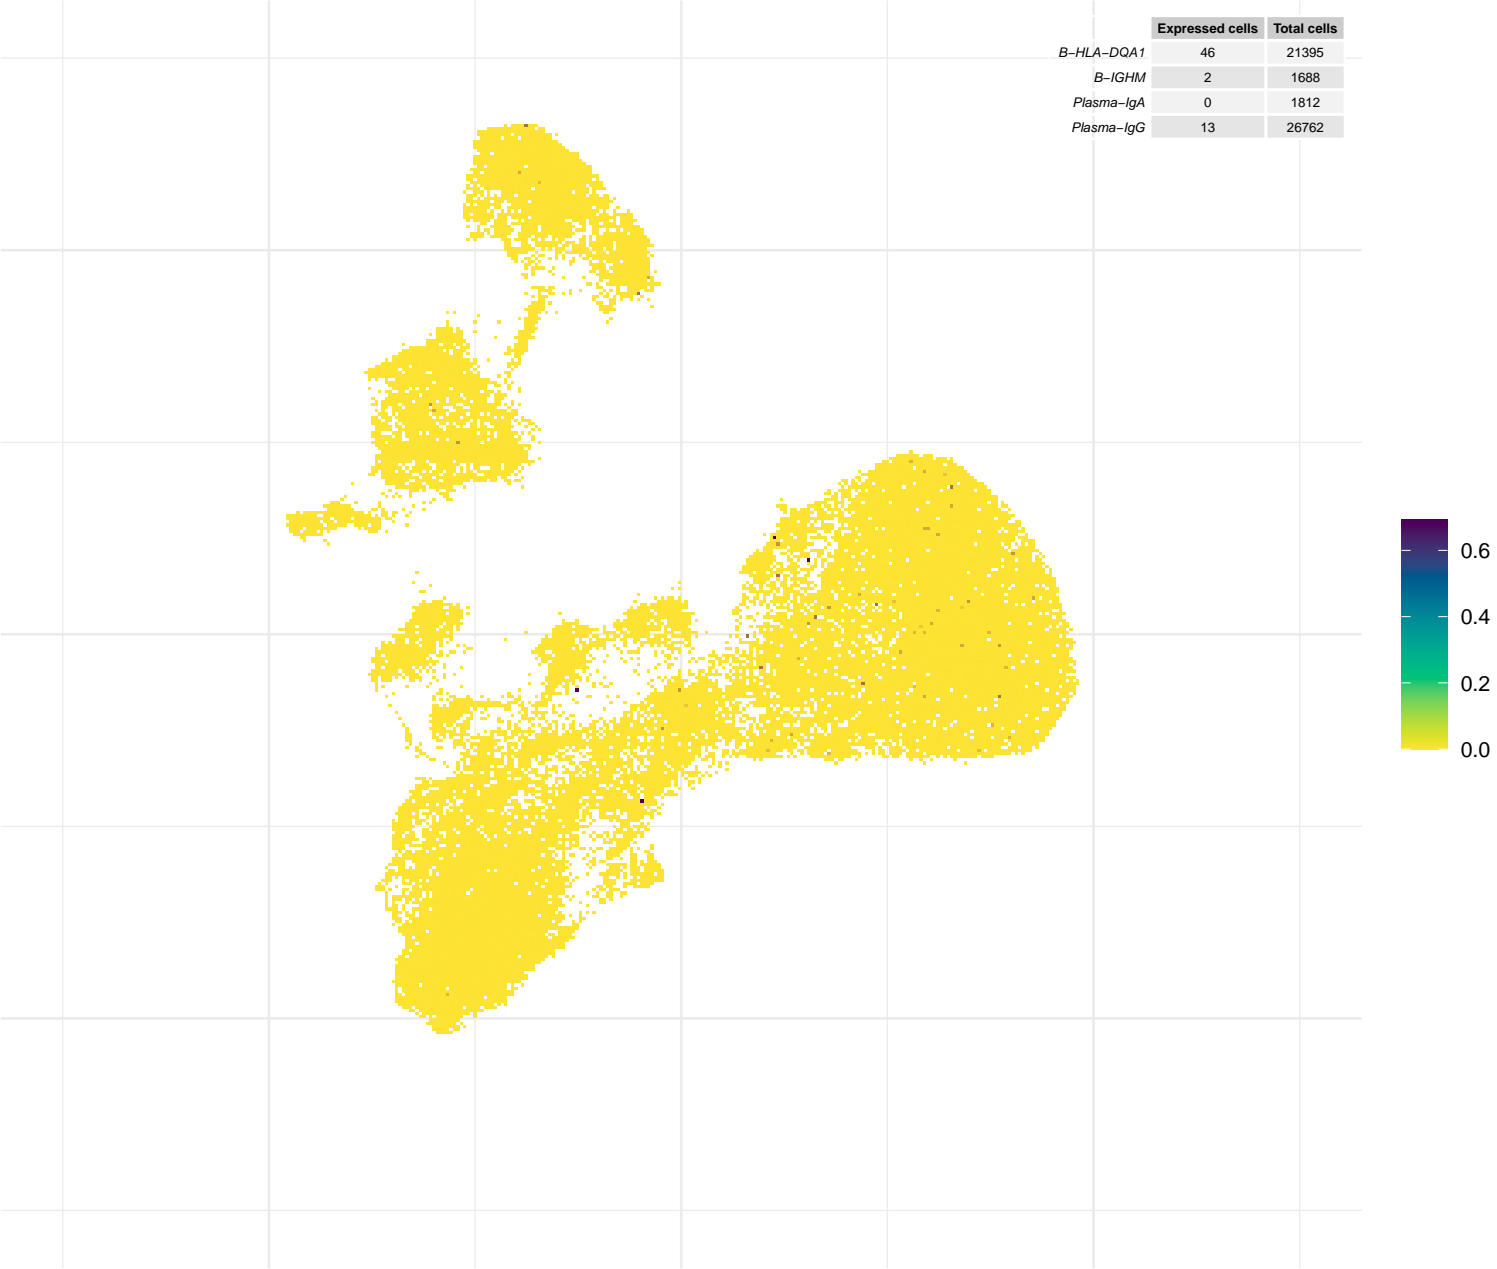 Expressed cells Total cells
B−HLA−DQA1 46 21395
B−IGHM 2 1688
Plasma−IgA 0 1812
Plasma−IgG 13 26762
0.6
0.4
0.2
0.0